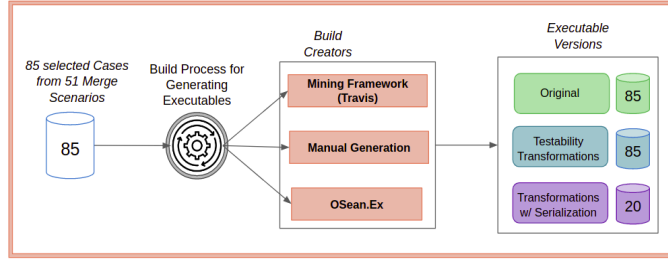 85 selected Cases
from 51 Merge
Scenarios
85
Build Process for
Generating
Executables
Build
Creators
Mining Framework
(Travis)
Manual Generation
OSean.Ex
Executable
Versions
Original
85
Testability
Transformations
85
Transformations
w/ Serialization
20